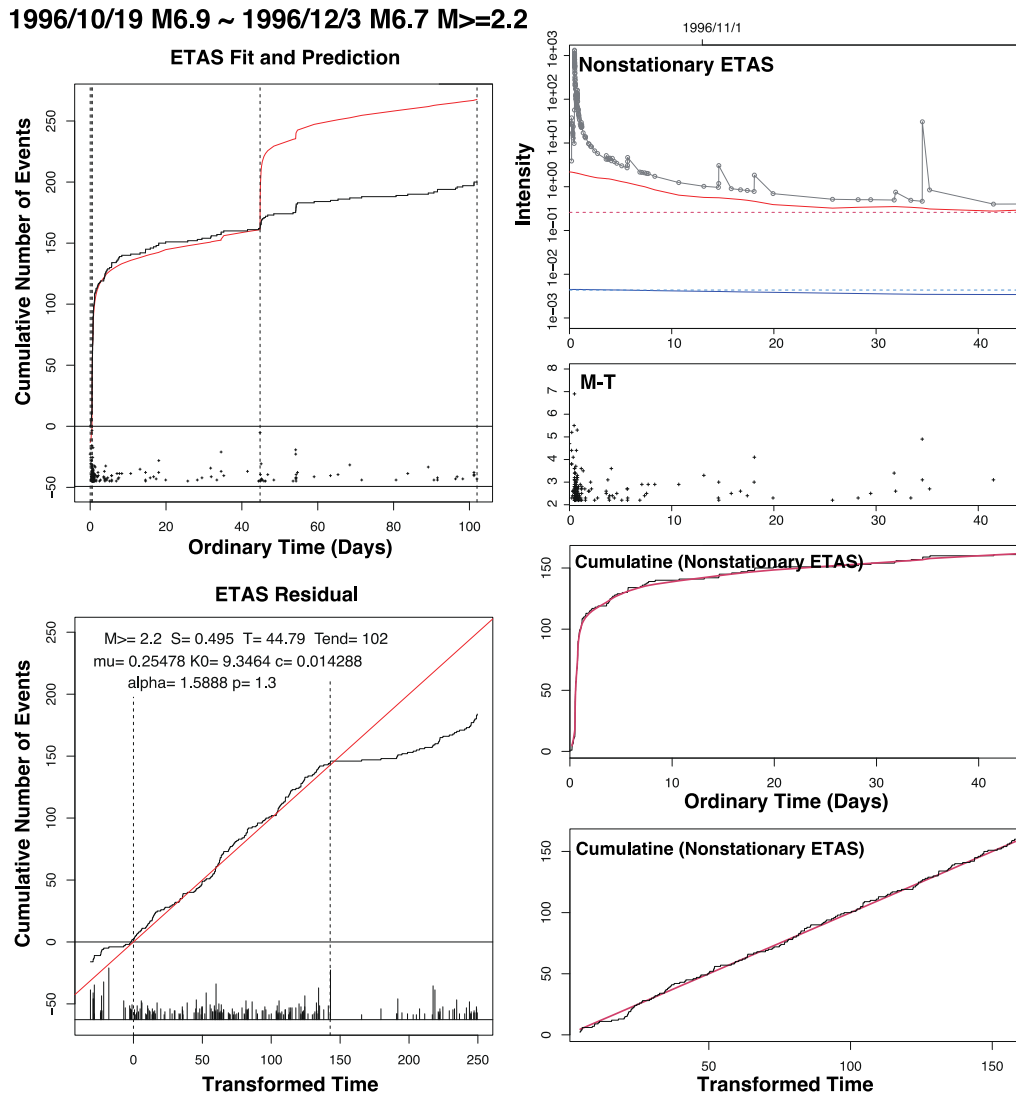 1996/10/19 M6.9 ~ 1996/12/3 M6.7 M>=2.2
ETAS Fit and Prediction
Cumulative Number of Events
250
200
150
100
50
0
−50
0 20 40 60 80 100
Ordinary Time (Days)
ETAS Residual
M>= 2.2 S= 0.495 T= 44.79 Tend= 102
mu= 0.25478 K0= 9.3464 c= 0.014288
alpha= 1.5888 p= 1.3
Cumulative Number of Events
250
200
150
100
50
0
−50
0 50 100 150 200 250
Transformed Time
1996/11/1
Nonstationary ETAS
Intensity
1e+03
1e+02
1e+01
1e+00
1e−01
1e−02
1e−03
0 10 20 30 40
M-T
8
7
6
5
4
3
2
0 10 20 30 40
Cumulatine (Nonstationary ETAS)
150
100
50
0
0 10 20 30 40
Ordinary Time (Days)
Cumulatine (Nonstationary ETAS)
150
100
50
0
50 100 150
Transformed Time